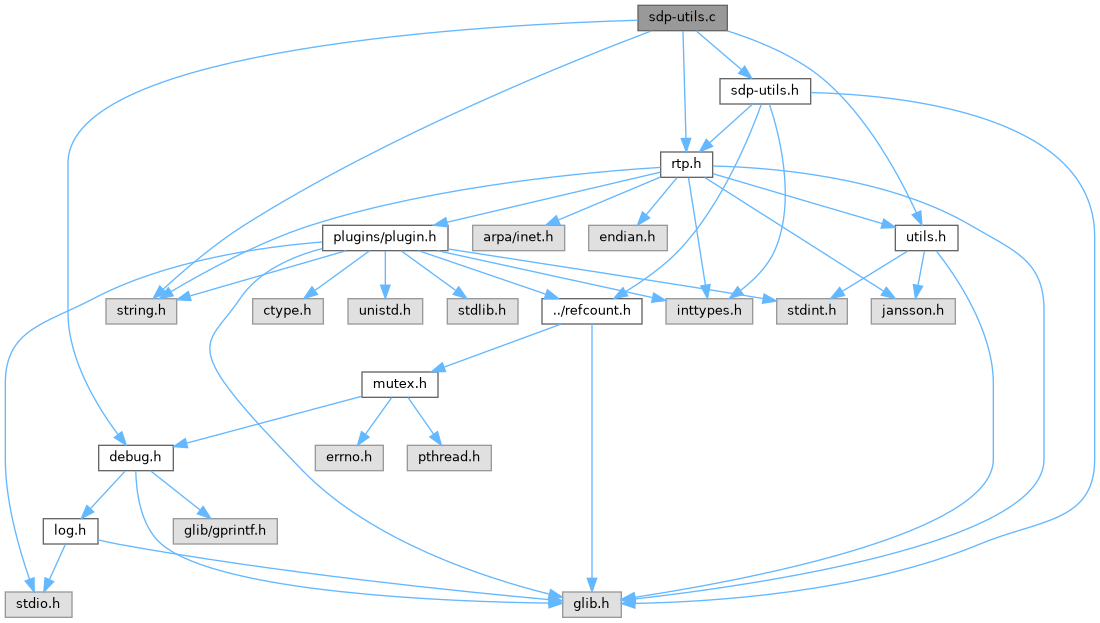 sdp-utils.c
sdp-utils.h
rtp.h
plugins/plugin.h
arpa/inet.h
endian.h
utils.h
string.h
ctype.h
unistd.h
stdlib.h
../refcount.h
inttypes.h
stdint.h
jansson.h
mutex.h
errno.h
pthread.h
debug.h
log.h
glib/gprintf.h
stdio.h
glib.h